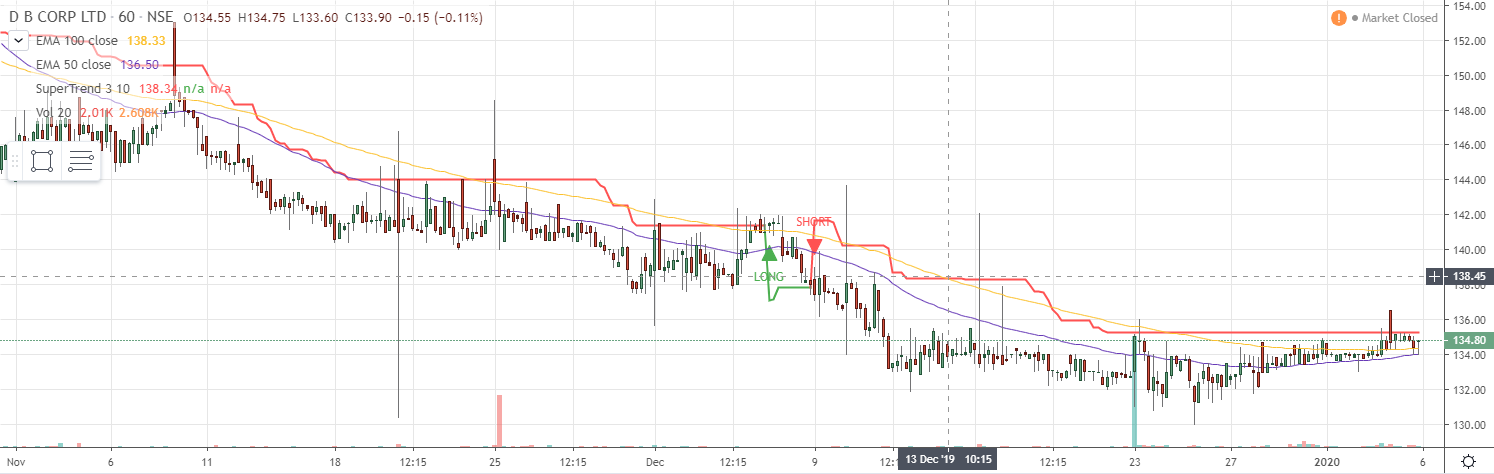 D B CORP LTD · 60 · NSE O134.55 H134.75 L133.60 C133.90 −0.15 (−0.11%)
EMA 100 close 138.33
EMA 50 close 136.50
SuperTrend 3 10 138.34 n/a n/a
Vol 20 2.01K 2.608K
! Market Closed
SHORT
LONG
154.00
152.00
150.00
148.00
146.00
144.00
142.00
140.00
138.45
138.00
136.00
134.80
134.00
132.00
130.00
Nov 6 11 18 12:15 25 12:15 Dec 12:15 9 13 Dec '19 10:15 12:15 23 27 2020 6